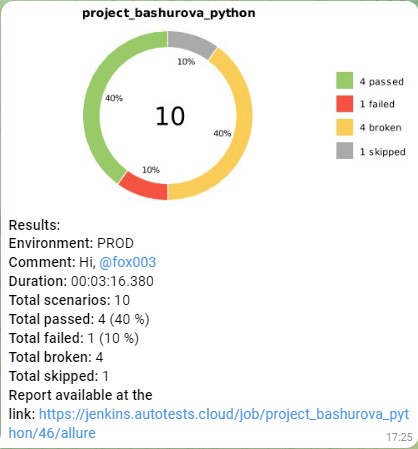 project_bashurova_python
10%
40%
10
40%
10%
4 passed
1 failed
4 broken
1 skipped
Results:
Environment: PROD
Comment: Hi, @fox003
Duration: 00:03:16.380
Total scenarios: 10
Total passed: 4 (40 %)
Total failed: 1 (10 %)
Total broken: 4
Total skipped: 1
Report available at the
link: https://jenkins.autotests.cloud/job/project_bashurova_pyt
hon/46/allure
17:25